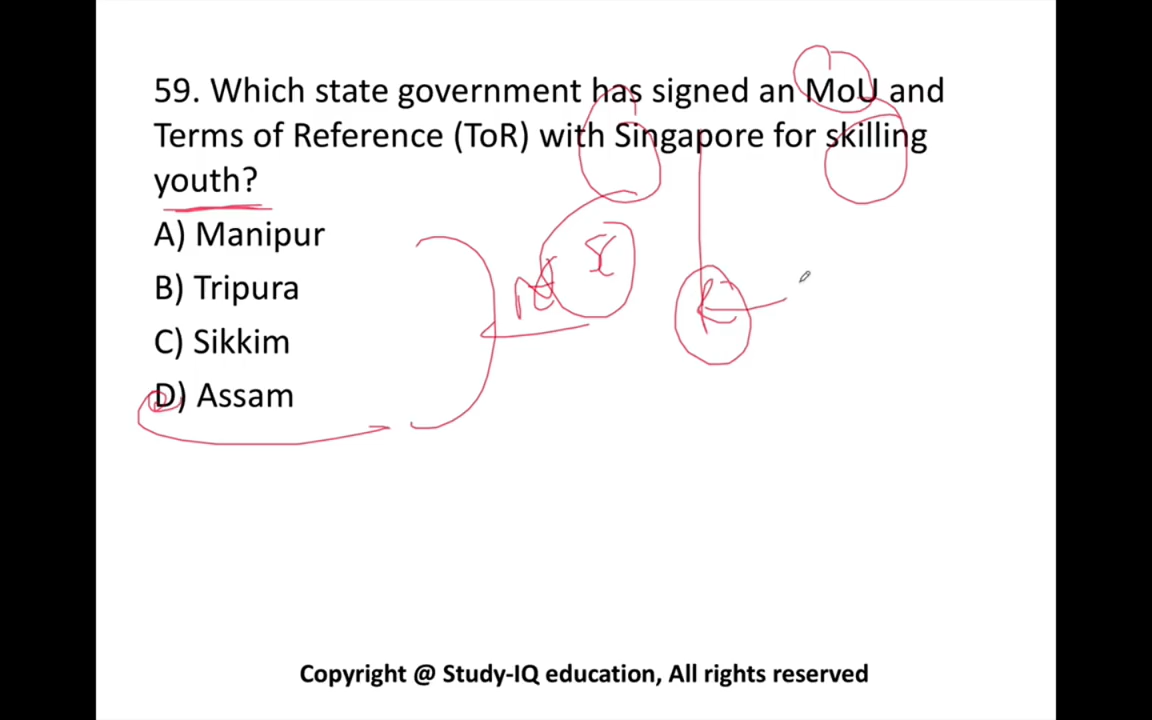 59. Which state government has signed an MoU and
Terms of Reference (ToR) with Singapore for skilling
youth?
A) Manipur
B) Tripura
C) Sikkim
D) Assam
Copyright @ Study-IQ education, All rights reserved